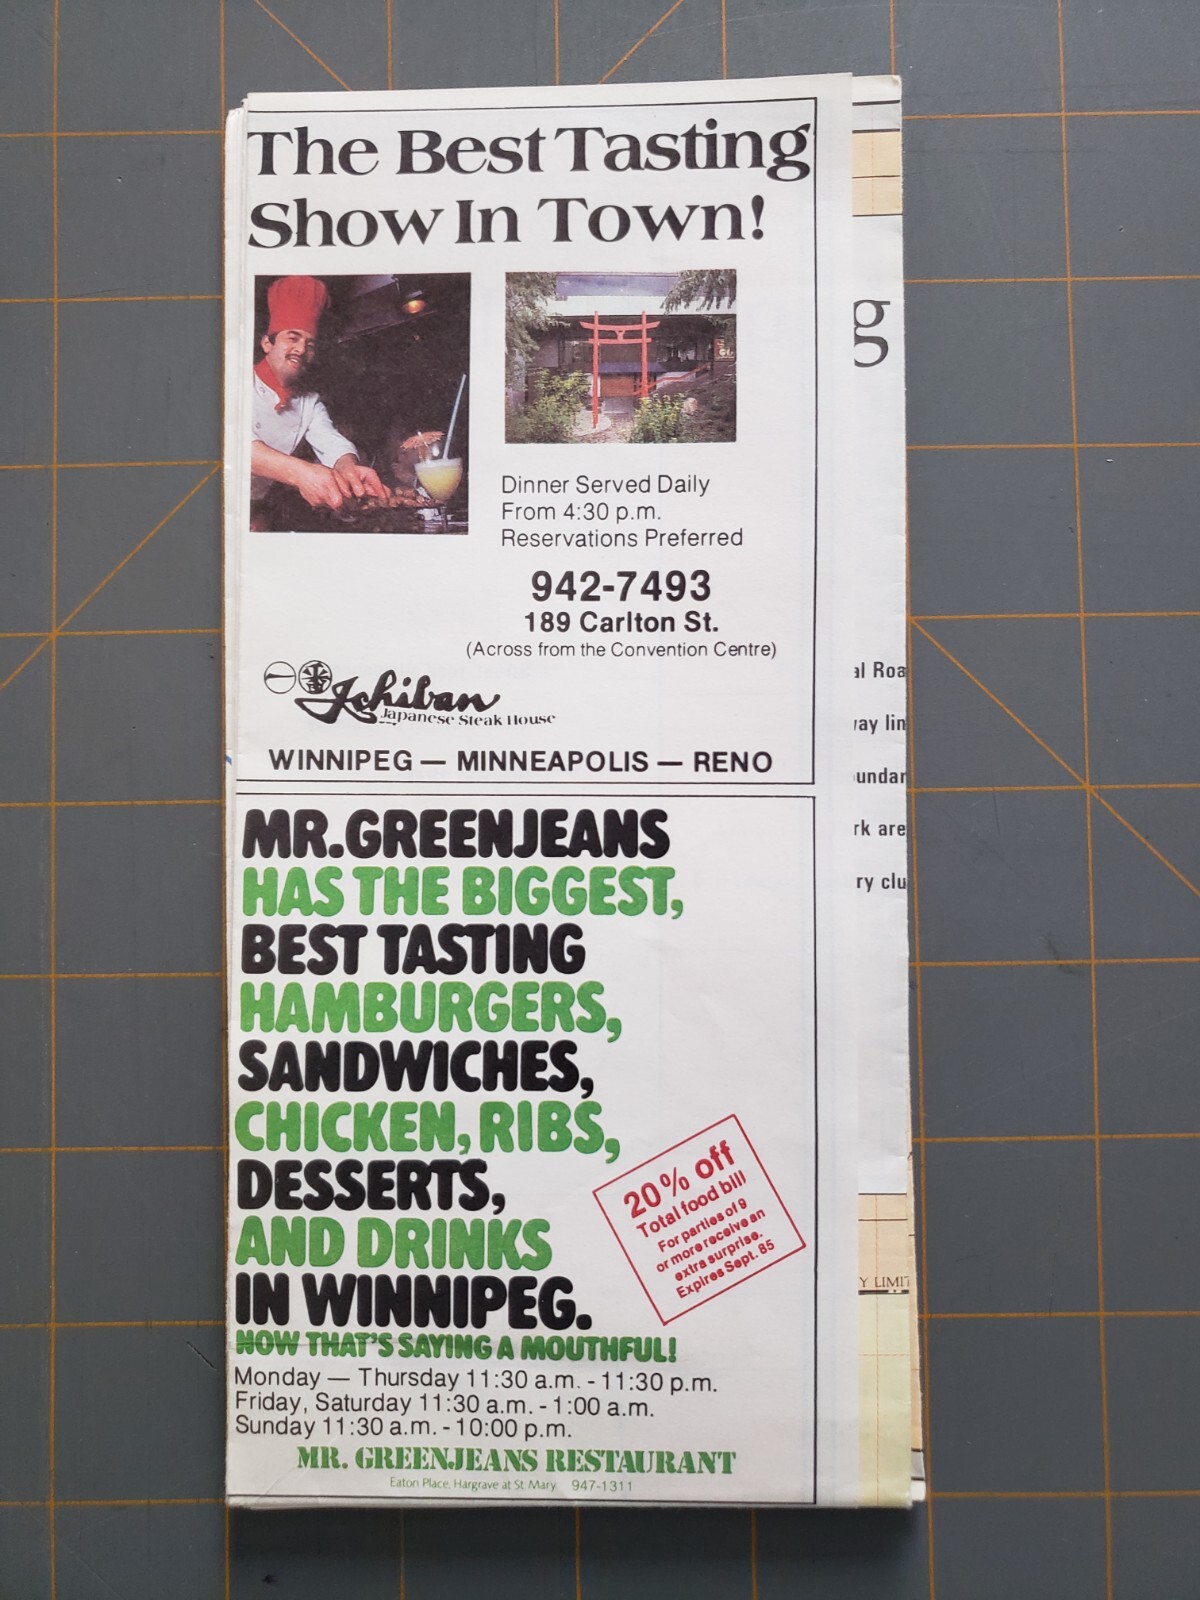 The Best Tasting
Show In Town!
Dinner Served Daily
From 4:30 p.m.
Reservations Preferred
942-7493
189 Carlton St.
(Across from the Convention Centre)
Ichiban
Japanese Steak House
WINNIPEG — MINNEAPOLIS — RENO
MR. GREENJEANS
HAS THE BIGGEST,
BEST TASTING
HAMBURGERS,
SANDWICHES,
CHICKEN, RIBS,
DESSERTS,
AND DRINKS
IN WINNIPEG.
NOW THAT'S SAYING A MOUTHFUL!
20% off
Total food bill
For parties of 9
or more receive an
extra surprise.
Expires Sept. 85
Monday — Thursday 11:30 a.m. - 11:30 p.m.
Friday, Saturday 11:30 a.m. - 1:00 a.m.
Sunday 11:30 a.m. - 10:00 p.m.
MR. GREENJEANS RESTAURANT
Eaton Place, Hargrave at St. Mary 947-1311
g
al Roa
way lin
oundar
rk are
ry clu
Y LIMIT